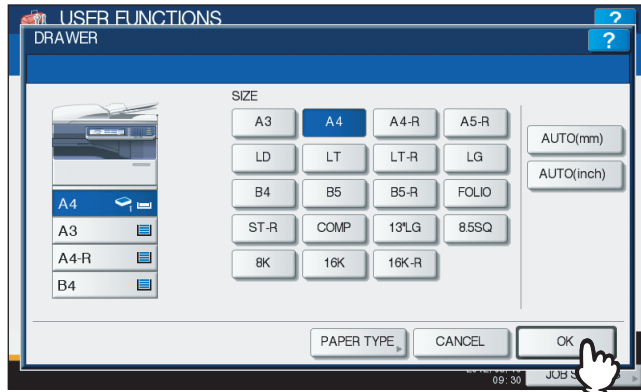 USER FUNCTIONS
?
DRAWER
?
SIZE
A3 A4 A4-R A5-R
LD LT LT-R LG
B4 B5 B5-R FOLIO
ST-R COMP 13"LG 8.5SQ
8K 16K 16K-R
AUTO(mm)
AUTO(inch)
A4 1
A3
A4-R
B4
PAPER TYPE CANCEL OK
09:30
JOB S